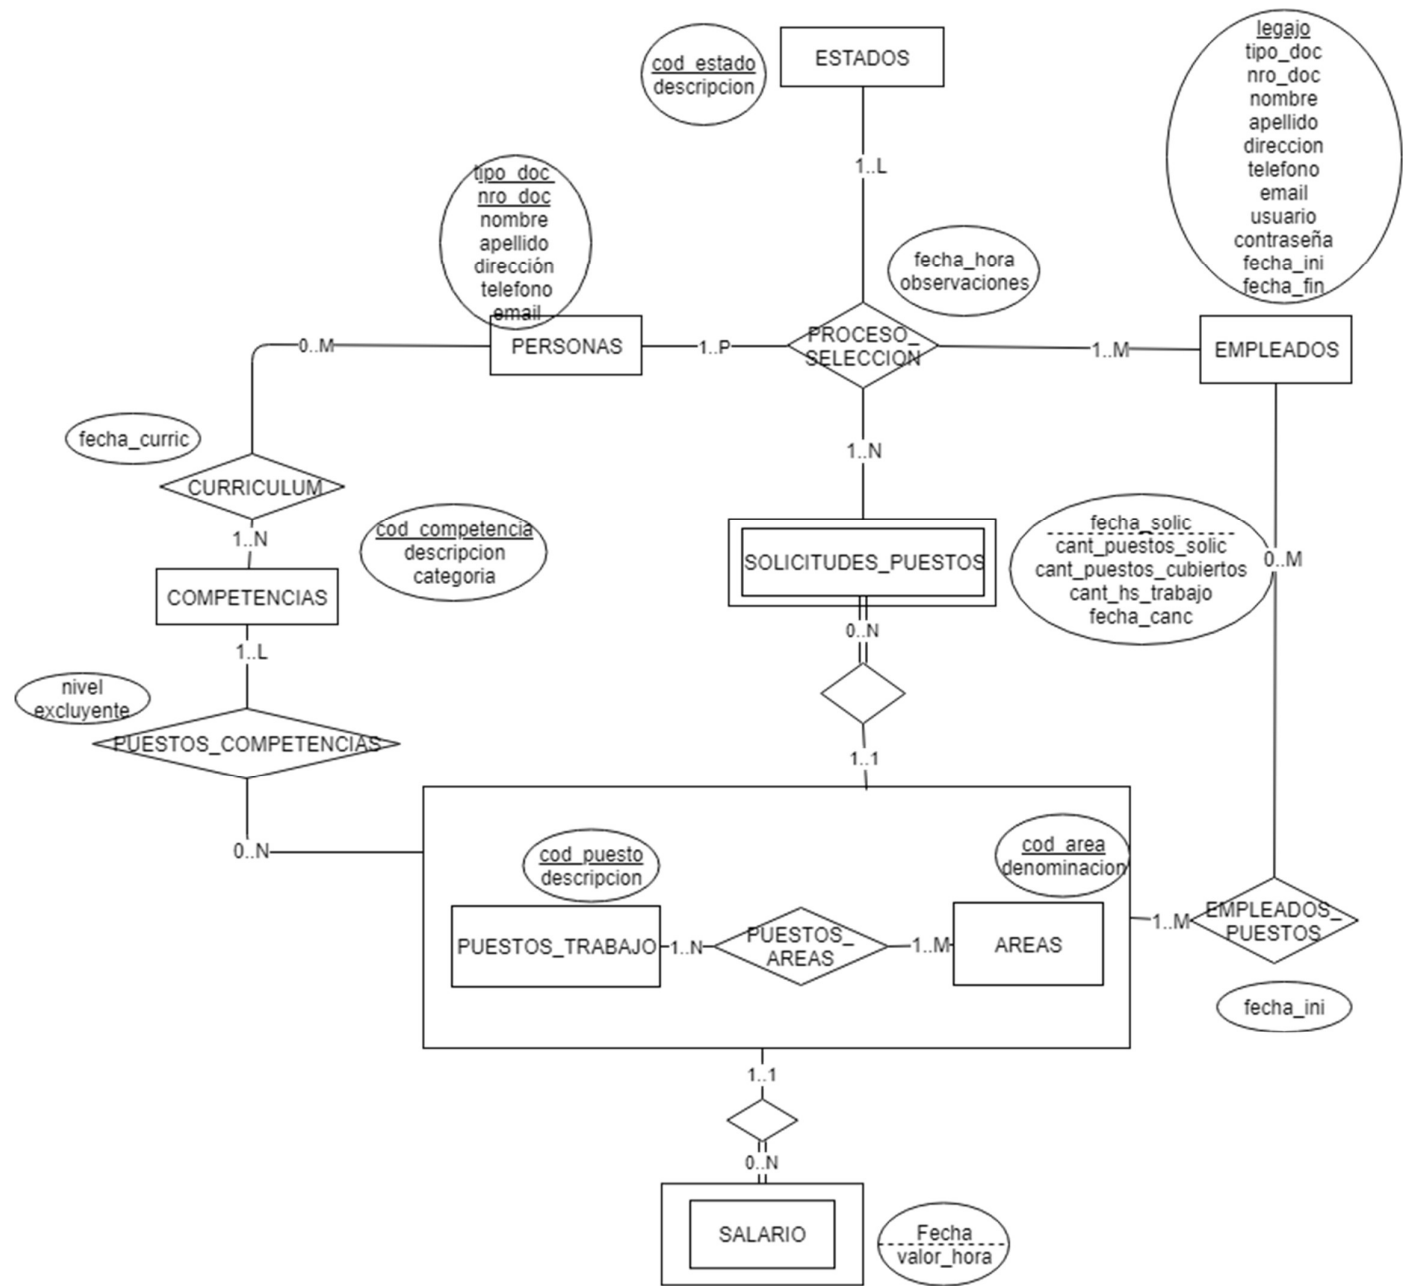 ESTADOS
cod_estado
descripcion
legajo
tipo_doc
nro_doc
nombre
apellido
direccion
telefono
email
usuario
contraseña
fecha_ini
fecha_fin
1..L
tipo_doc
nro_doc
nombre
apellido
dirección
telefono
email
fecha_hora
observaciones
0..M
PERSONAS
1..P
PROCESO_
SELECCION
1..M
EMPLEADOS
fecha_curric
1..N
CURRICULUM
cod_competencia
descripcion
categoria
1..N
COMPETENCIAS
SOLICITUDES_PUESTOS
fecha_solic
cant_puestos_solic
cant_puestos_cubiertos
cant_hs_trabajo
fecha_canc
0..M
0..N
1..L
nivel
excluyente
PUESTOS_COMPETENCIAS
1..1
0..N
cod_puesto
descripcion
cod_area
denominacion
PUESTOS_TRABAJO
1..N
PUESTOS_
AREAS
1..M
AREAS
1..M
EMPLEADOS_
PUESTOS
fecha_ini
1..1
0..N
SALARIO
Fecha
valor_hora